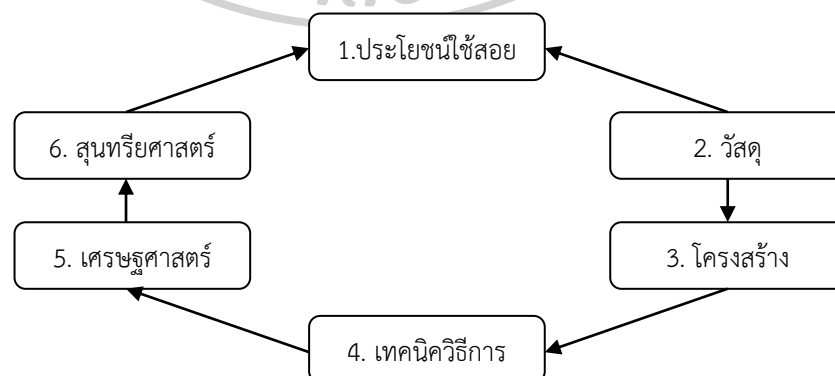 1.ประโยชน์ใช้สอย
6. สุนทรียศาสตร์
2. วัสดุ
5. เศรษฐศาสตร์
3. โครงสร้าง
4. เทคนิควิธีการ